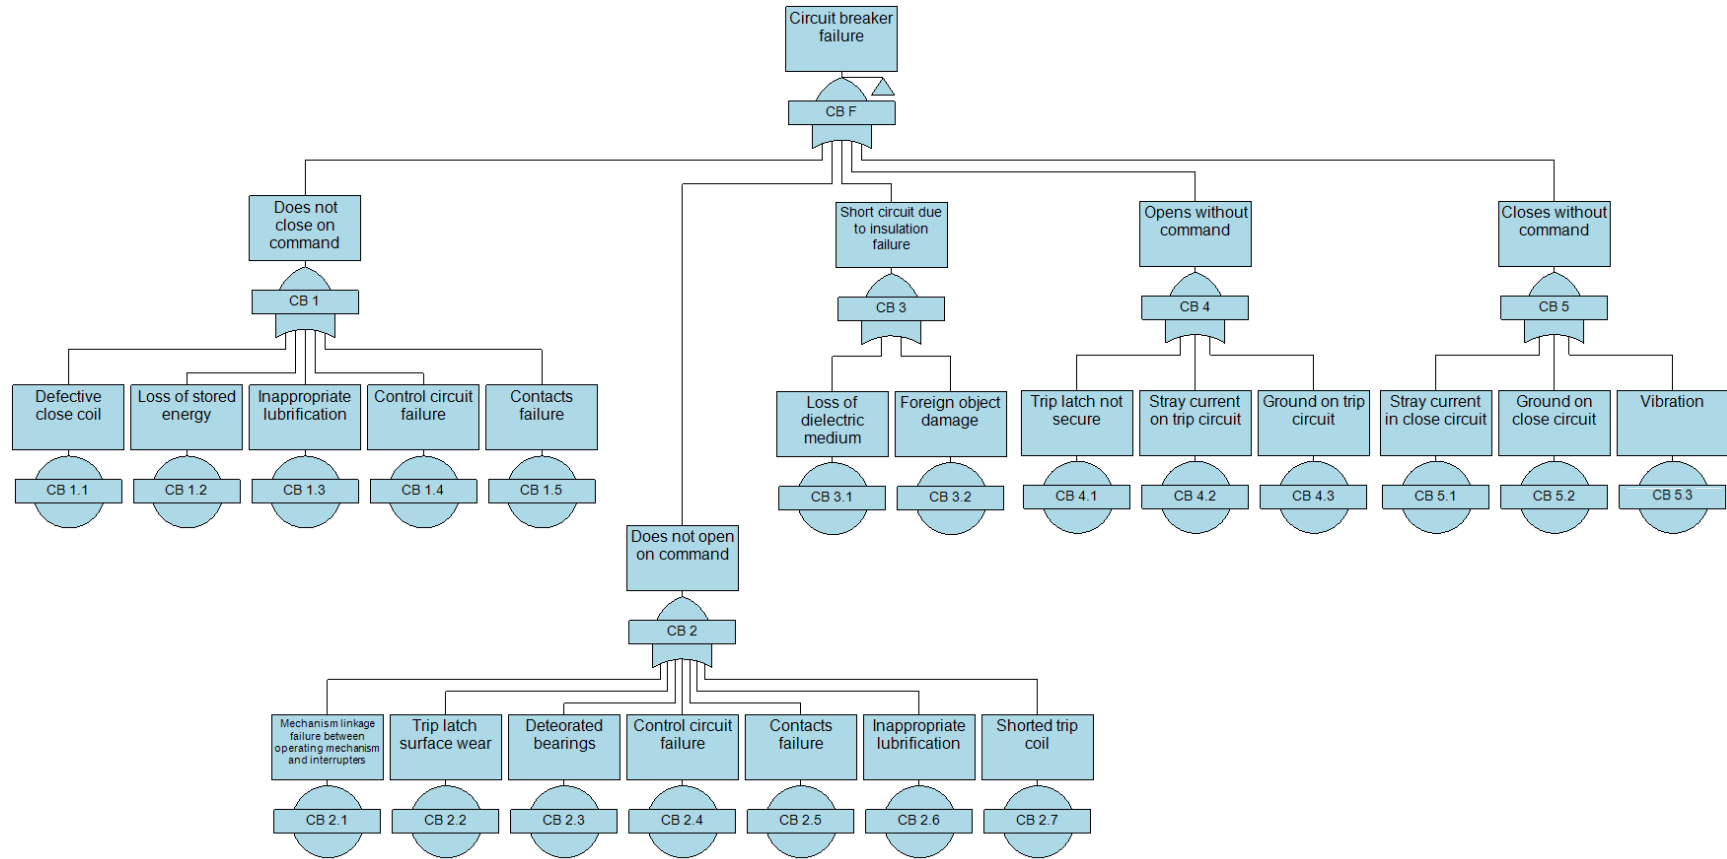 Circuit breaker
failure
CB F
Does not
close on
command
CB 1
Short circuit due
to insulation
failure
CB 3
Opens without
command
CB 4
Closes without
command
CB 5
Defective
close coil
CB 1.1
Loss of stored
energy
CB 1.2
Inappropriate
lubrification
CB 1.3
Control circuit
failure
CB 1.4
Contacts
failure
CB 1.5
Loss of
dielectric
medium
CB 3.1
Foreign object
damage
CB 3.2
Trip latch not
secure
CB 4.1
Stray current
on trip circuit
CB 4.2
Ground on trip
circuit
CB 4.3
Stray current
in close circuit
CB 5.1
Ground on
close circuit
CB 5.2
Vibration
CB 5.3
Does not open
on command
CB 2
Mechanism linkage
failure between
operating mechanism
and interrupters
CB 2.1
Trip latch
surface wear
CB 2.2
Deteorated
bearings
CB 2.3
Control circuit
failure
CB 2.4
Contacts
failure
CB 2.5
Inappropriate
lubrification
CB 2.6
Shorted trip
coil
CB 2.7